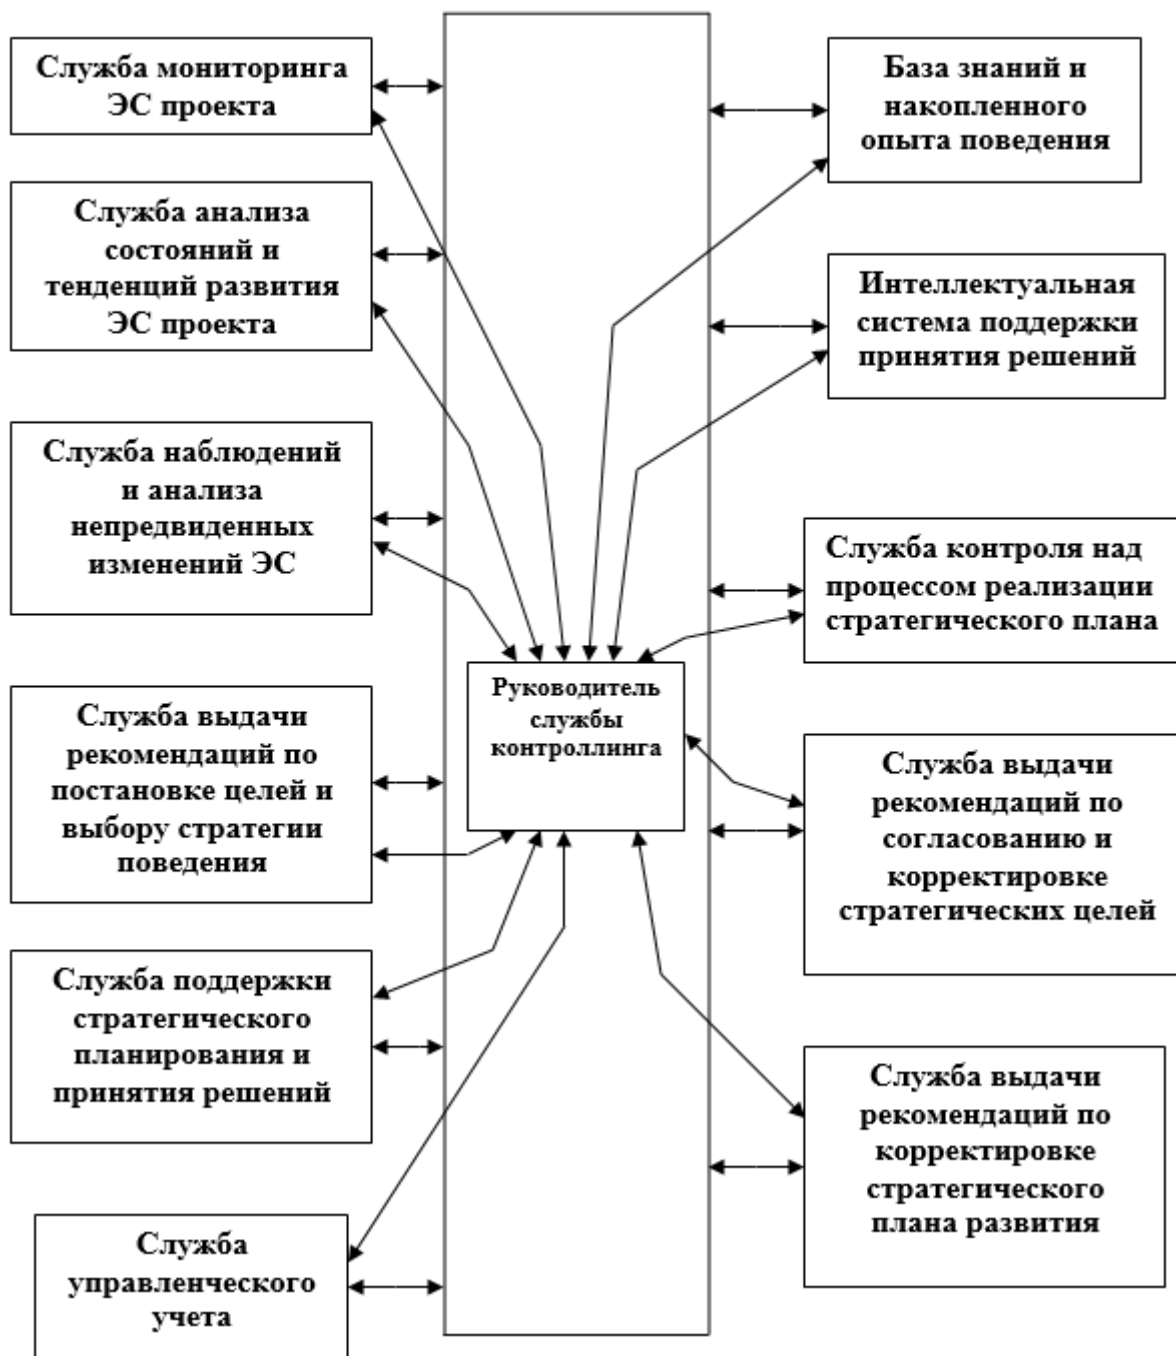 Служба мониторинга
ЭС проекта
Служба анализа
состояний и
тенденций развития
ЭС проекта
Служба наблюдений
и анализа
непредвиденных
изменений ЭС
Служба выдачи
рекомендаций по
постановке целей и
выбору стратегии
поведения
Служба поддержки
стратегического
планирования и
принятия решений
Служба
управленческого
учета
Руководитель
службы
контроллинга
База знаний и
накопленного
опыта поведения
Интеллектуальная
система поддержки
принятия решений
Служба контроля над
процессом реализации
стратегического плана
Служба выдачи
рекомендаций по
согласованию и
корректировке
стратегических целей
Служба выдачи
рекомендаций по
корректировке
стратегического
плана развития